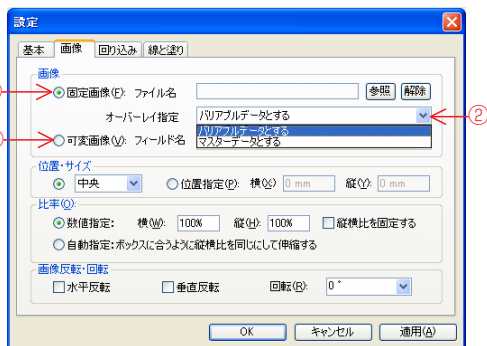 設定
基本 画像 回り込み 線と塗り
画像
固定画像(F): ファイル名 参照 解除
オーバーレイ指定 バリアブルデータとする ②
バリアブルデータとする
マスターデータとする
可変画像(V): フィールド名
位置・サイズ
中央 位置指定(P): 横(X) 0 mm 縦(Y): 0 mm
比率(O):
数値指定: 横(W): 100% 縦(H): 100% 縦横比を固定する
自動指定:ボックスに合うように縦横比を同じにして伸縮する
画像反転・回転
水平反転 垂直反転 回転(R): 0 °
OK キャンセル 適用(A)